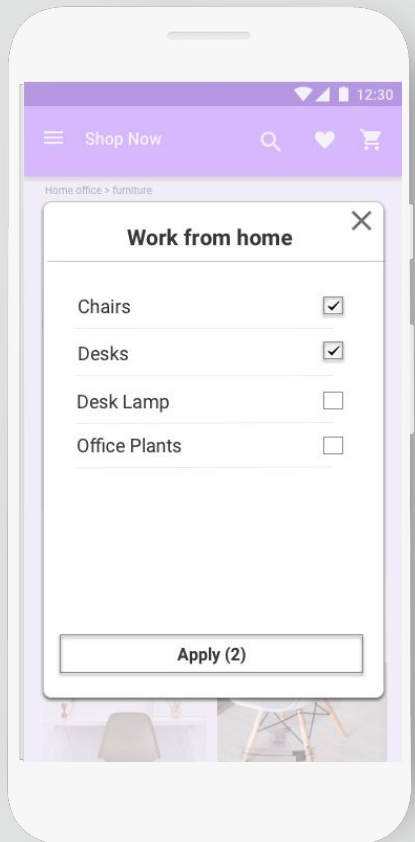 12:30
Shop Now
Home office > furniture
Work from home
Chairs
Desks
Desk Lamp
Office Plants
Apply (2)